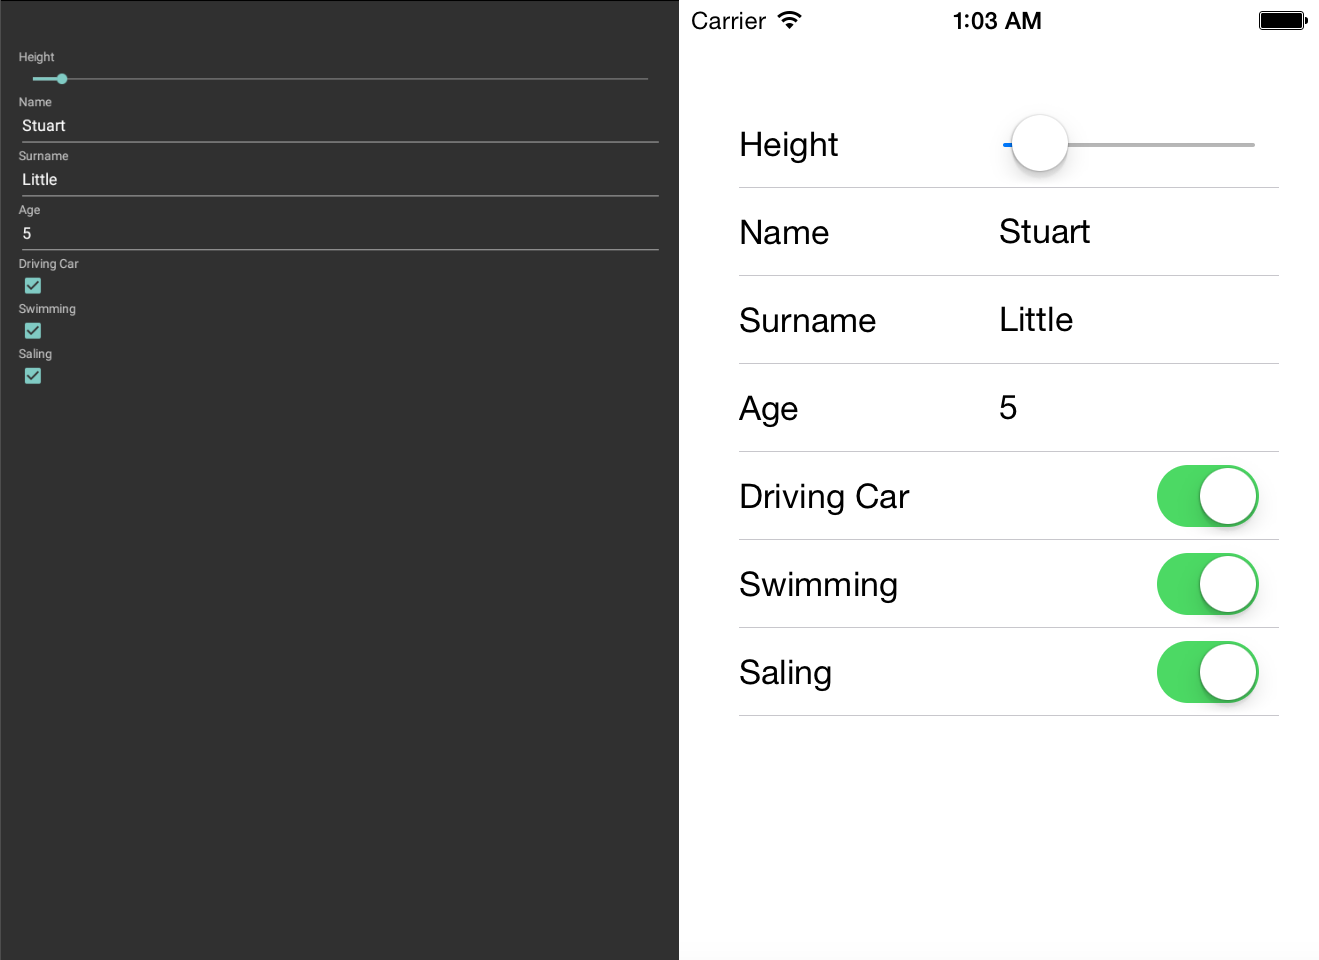 Height
Name
Stuart
Surname
Little
Age
5
Driving Car
Swimming
Saling
Carrier 1:03 AM
Height
Name Stuart
Surname Little
Age 5
Driving Car
Swimming
Saling